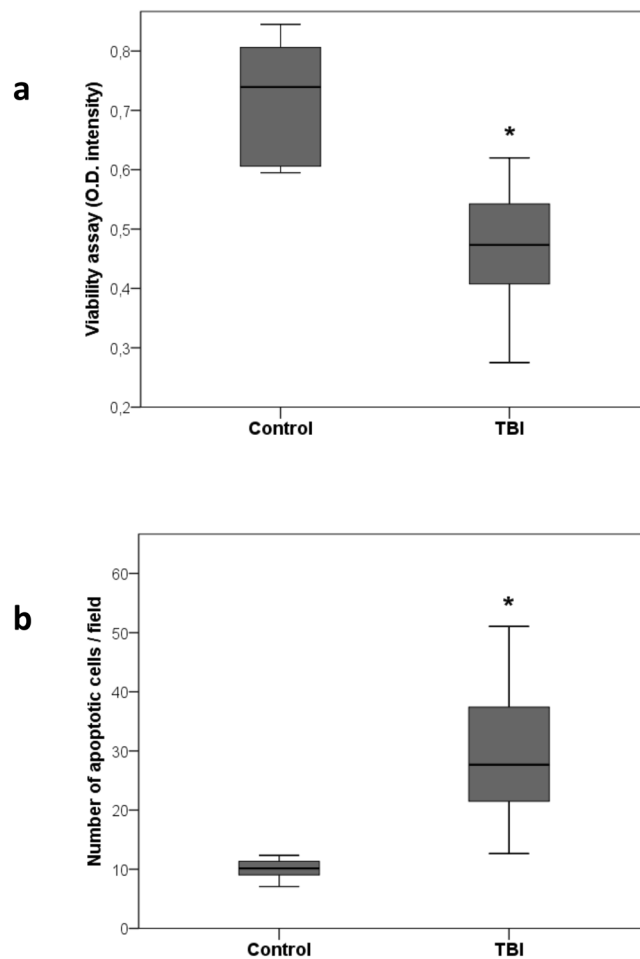 a
Viability assay (O.D. intensity)
0,8
0,7
0,6
0,5
0,4
0,3
0,2
*
Control
TBI
b
Number of apoptotic cells / field
60
50
40
30
20
10
0
*
Control
TBI